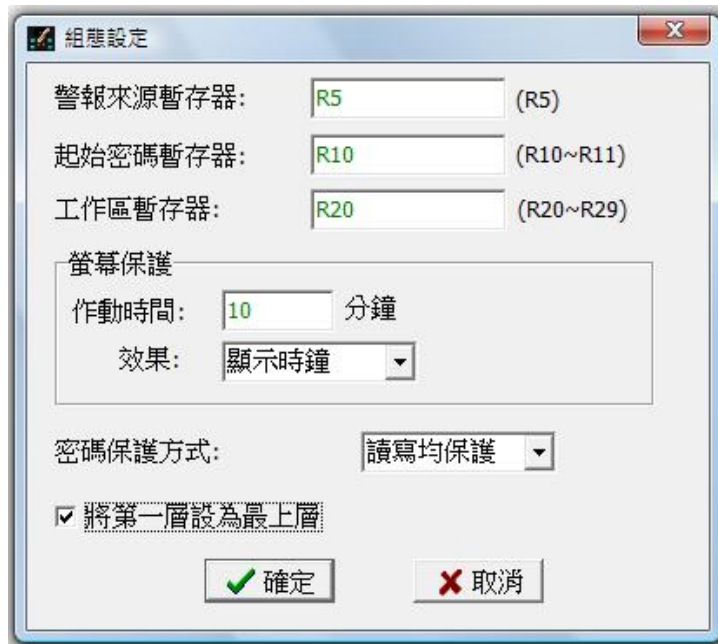 組態設定
警報來源暫存器: R5 (R5)
起始密碼暫存器: R10 (R10~R11)
工作區暫存器: R20 (R20~R29)
螢幕保護
作動時間: 10 分鐘
效果: 顯示時鐘
密碼保護方式: 讀寫均保護
將第一層設為最上層
確定 取消